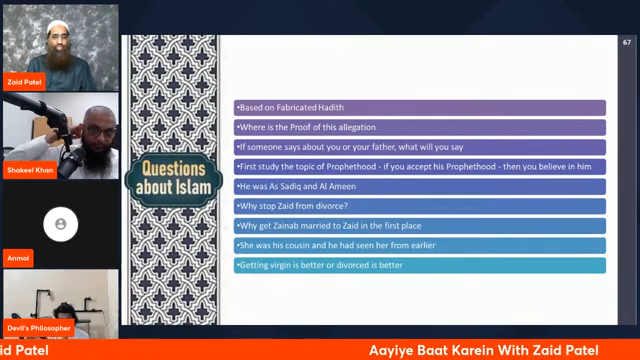 Zaid Patel
Shakeel Khan
Anmol
Devil's Philosopher
Questions
about Islam
67
•Based on Fabricated Hadith
•Where is the Proof of this allegation
•If someone says about you or your father, what will you say
•First study the topic of Prophethood - if you accept his Prophethood - then you believe in him
•He was As Sadiq and Al Ameen
•Why stop Zaid from divorce?
•Why get Zainab married to Zaid in the first place
•She was his cousin and he had seen her from earlier
•Getting virgin is better or divorced is better
id Patel
Aayiye Baat Karein With Zaid Patel